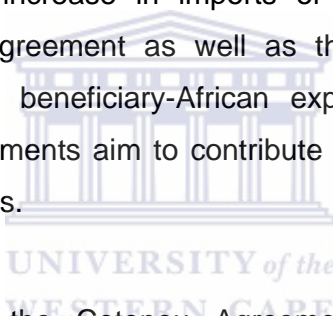 increase in imports of
greement as well as th
beneficiary-African exp
ments aim to contribute
s.
UNIVERSITY of the
the Cotonou Agreeme
WESTERN CAPE